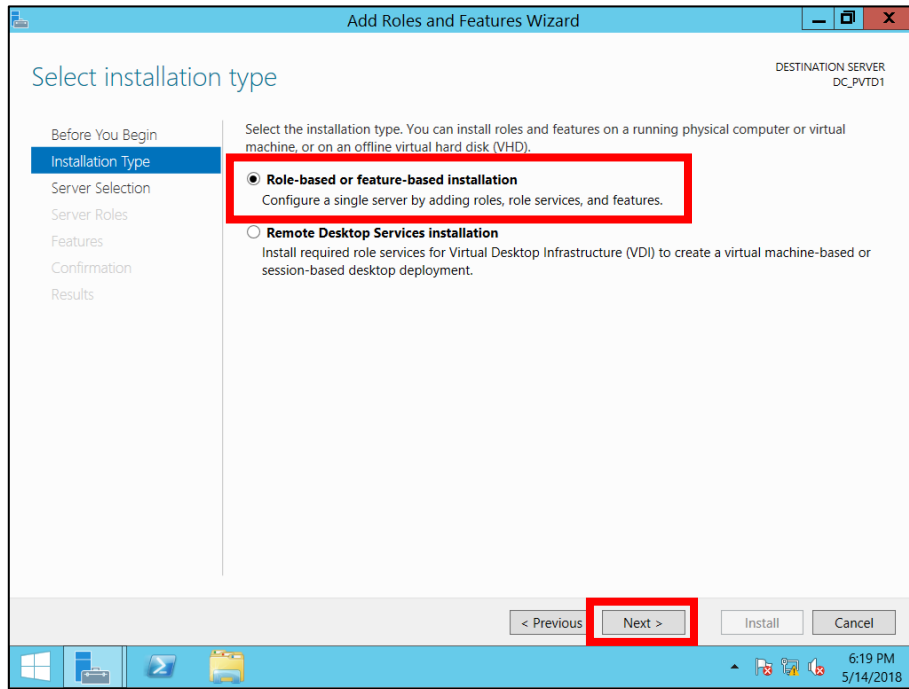 Add Roles and Features Wizard
Select installation type
DESTINATION SERVER
DC_PVTD1
Before You Begin
Installation Type
Server Selection
Server Roles
Features
Confirmation
Results
Select the installation type. You can install roles and features on a running physical computer or virtual
machine, or on an offline virtual hard disk (VHD).
Role-based or feature-based installation
Configure a single server by adding roles, role services, and features.
Remote Desktop Services installation
Install required role services for Virtual Desktop Infrastructure (VDI) to create a virtual machine-based or
session-based desktop deployment.
< Previous Next > Install Cancel
6:19 PM
5/14/2018